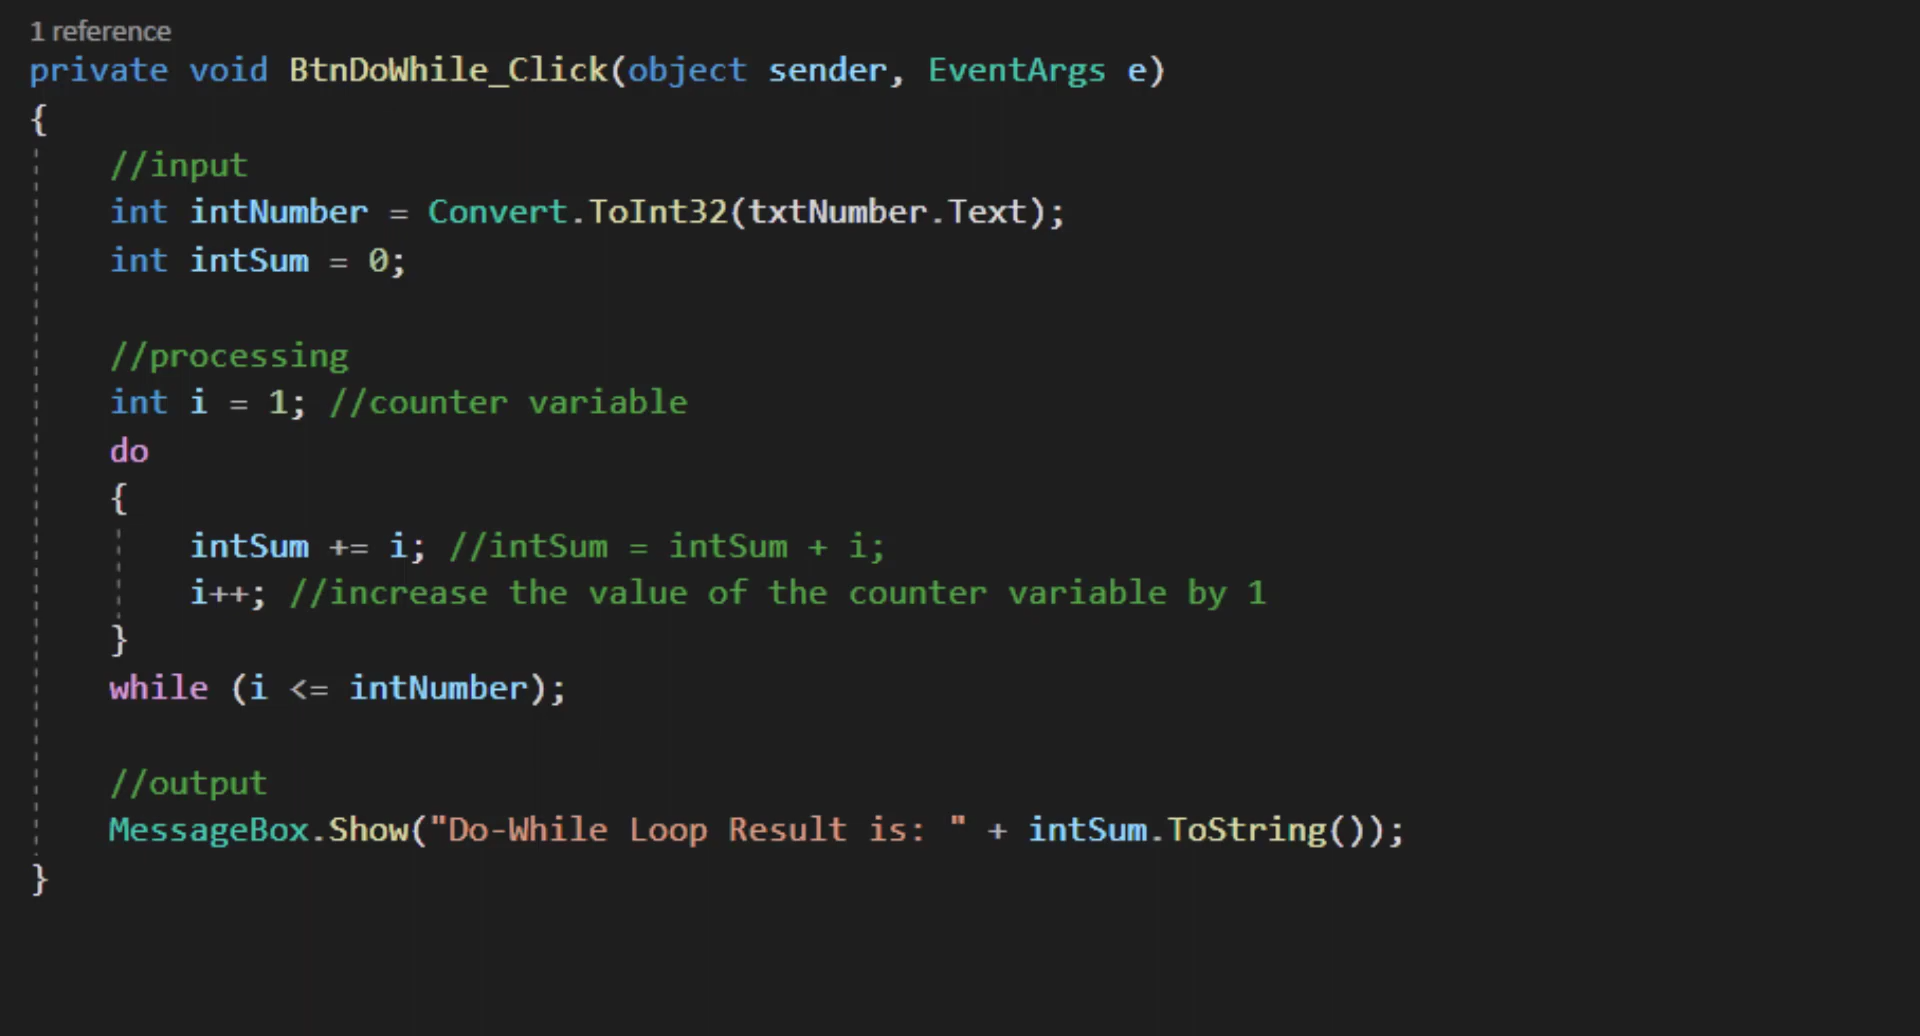 1 reference
private void BtnDoWhile_Click(object sender, EventArgs e)
{
//input
int intNumber = Convert.ToInt32(txtNumber.Text);
int intSum = 0;
//processing
int i = 1; //counter variable
do
{
intSum += i; //intSum = intSum + i;
i++; //increase the value of the counter variable by 1
}
while (i <= intNumber);
//output
MessageBox.Show("Do-While Loop Result is: " + intSum.ToString());
}